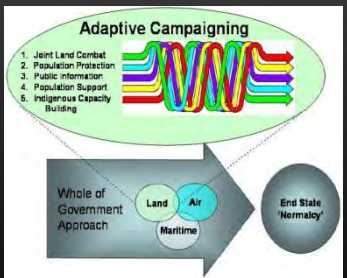 Adaptive Campaigning
1. Joint Land Combat
2. Population Protection
3. Public Information
4. Population Support
5. Indigenous Capacity
Building
Whole of
Government
Approach
Land
Air
Maritime
End State
'Normalcy'